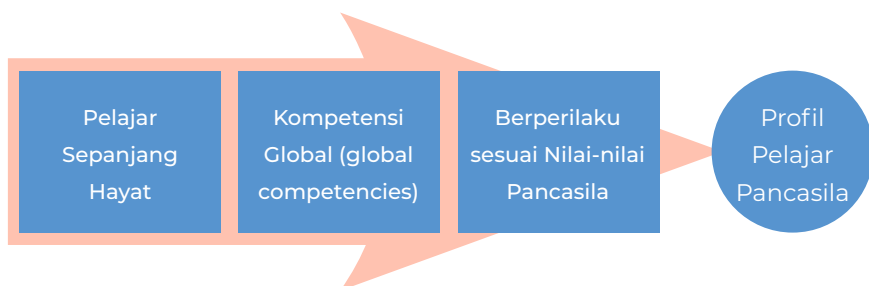 Pelajar
Sepanjang
Hayat
Kompetensi
Global (global
competencies)
Berperilaku
sesuai Nilai-nilai
Pancasila
Profil
Pelajar
Pancasila